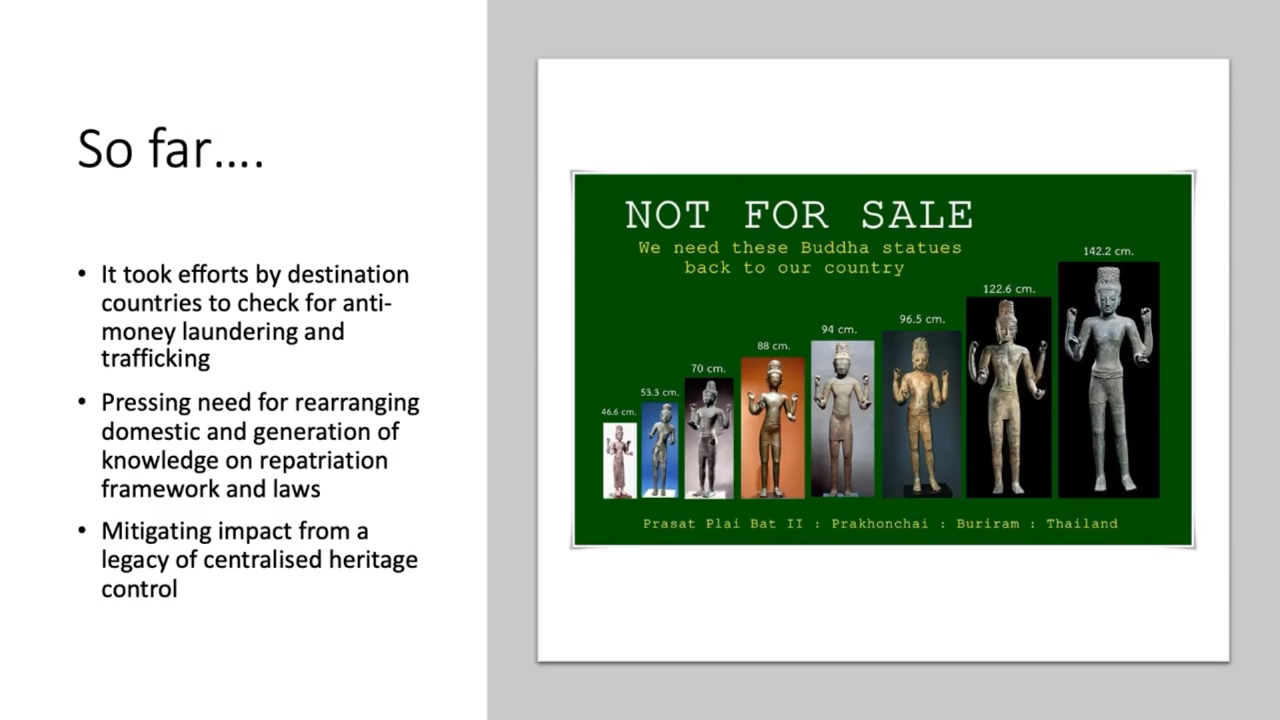 So far....
• It took efforts by destination
countries to check for anti-
money laundering and
trafficking
• Pressing need for rearranging
domestic and generation of
knowledge on repatriation
framework and laws
• Mitigating impact from a
legacy of centralised heritage
control
NOT FOR SALE
We need these Buddha statues
back to our country
46.6 cm.
53.3 cm.
70 cm.
88 cm.
94 cm.
96.5 cm.
122.6 cm.
142.2 cm.
Prasat Plai Bat II : Prakhonchai : Buriram : Thailand